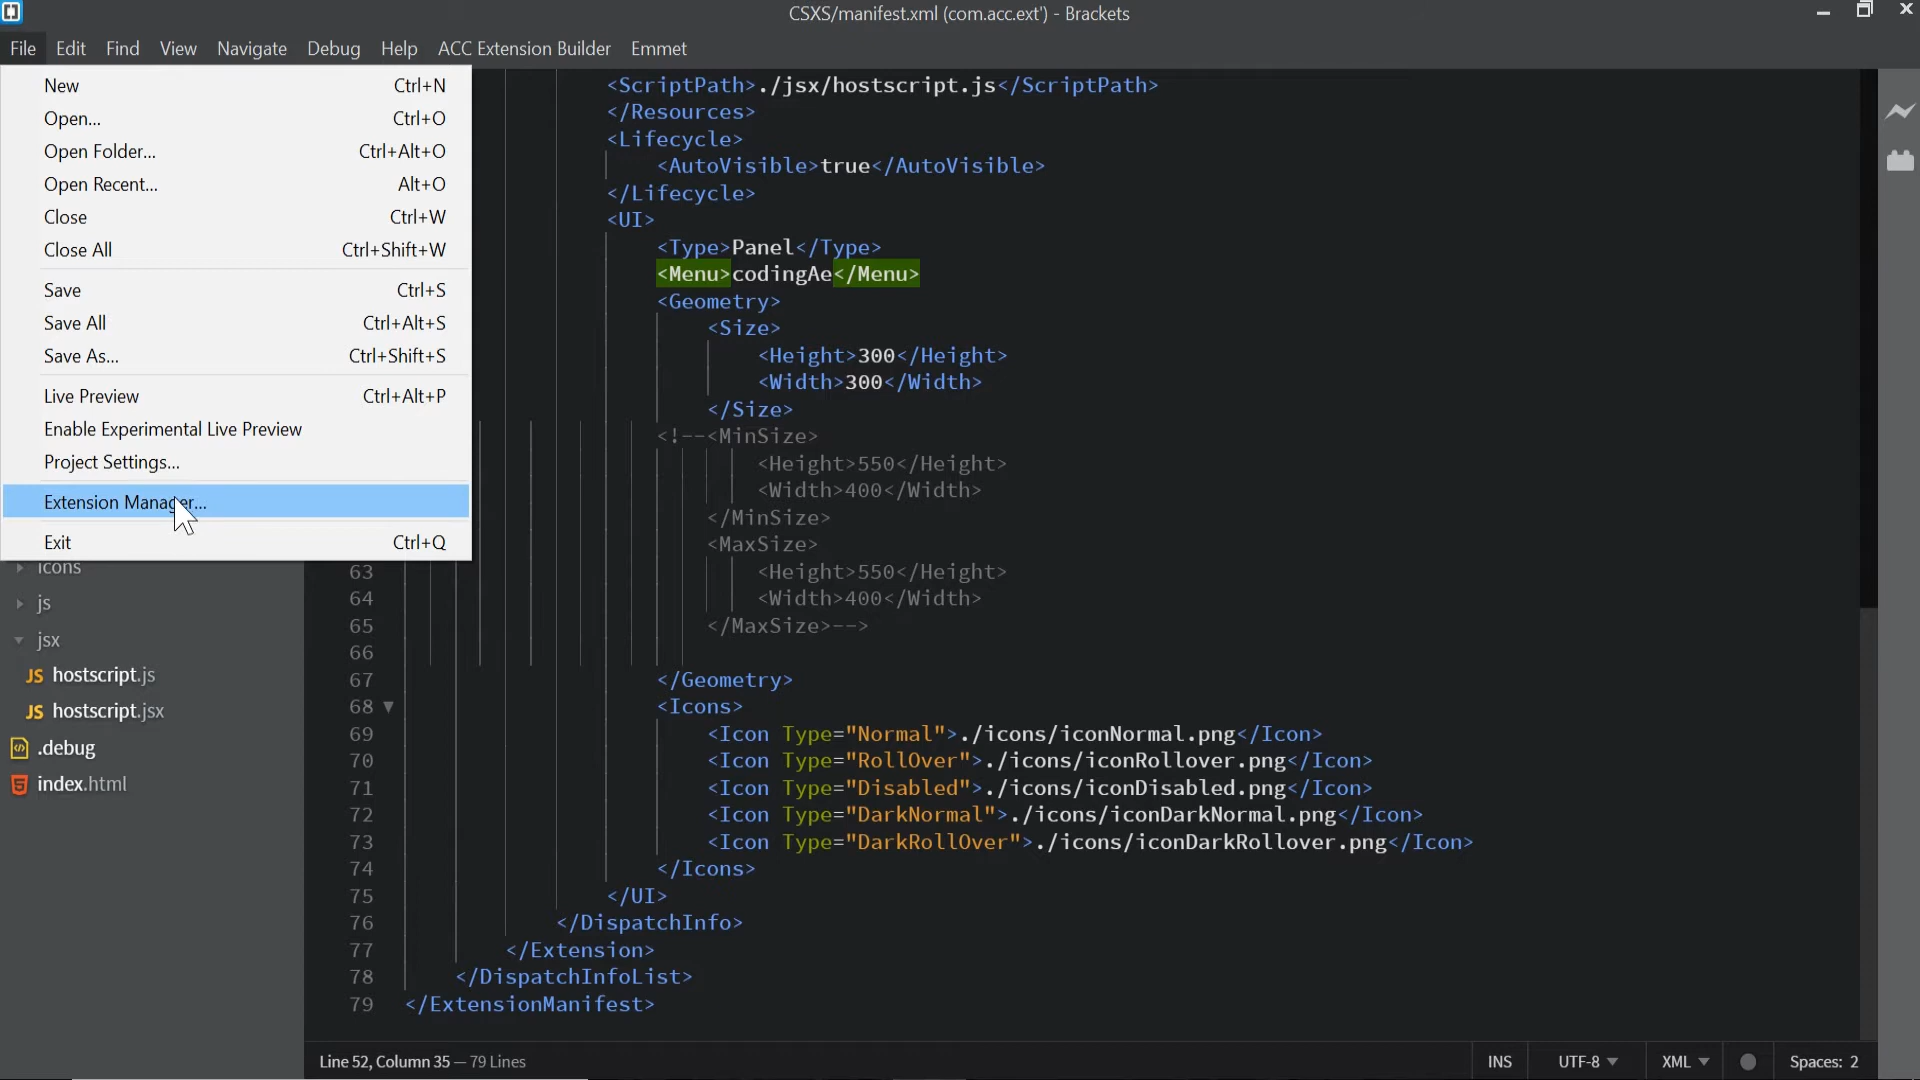 CSXS/manifest.xml (com.acc.ext') - Brackets
File Edit Find View Navigate Debug Help ACC Extension Builder Emmet
New Ctrl+N
Open... Ctrl+O
Open Folder... Ctrl+Alt+O
Open Recent... Alt+O
Close Ctrl+W
Close All Ctrl+Shift+W
Save Ctrl+S
Save All Ctrl+Alt+S
Save As... Ctrl+Shift+S
Live Preview Ctrl+Alt+P
Enable Experimental Live Preview
Project Settings...
Extension Manager...
Exit Ctrl+Q
icons
js
jsx
JS hostscript.js
JS hostscript.jsx
.debug
index.html
<ScriptPath>./jsx/hostscript.js</ScriptPath>
</Resources>
<Lifecycle>
<AutoVisible>true</AutoVisible>
</Lifecycle>
<UI>
<Type>Panel</Type>
<Menu>codingAe</Menu>
<Geometry>
<Size>
<Height>300</Height>
<Width>300</Width>
</Size>
<!--<MinSize>
<Height>550</Height>
<Width>400</Width>
</MinSize>
<MaxSize>
63 <Height>550</Height>
64 <Width>400</Width>
65 </MaxSize>-->
66
67 </Geometry>
68 <Icons>
69 <Icon Type="Normal">./icons/iconNormal.png</Icon>
70 <Icon Type="RollOver">./icons/iconRollover.png</Icon>
71 <Icon Type="Disabled">./icons/iconDisabled.png</Icon>
72 <Icon Type="DarkNormal">./icons/iconDarkNormal.png</Icon>
73 <Icon Type="DarkRollOver">./icons/iconDarkRollover.png</Icon>
74 </Icons>
75 </UI>
76 </DispatchInfo>
77 </Extension>
78 </DispatchInfoList>
79 </ExtensionManifest>
Line 52, Column 35 — 79 Lines INS UTF-8 XML Spaces: 2